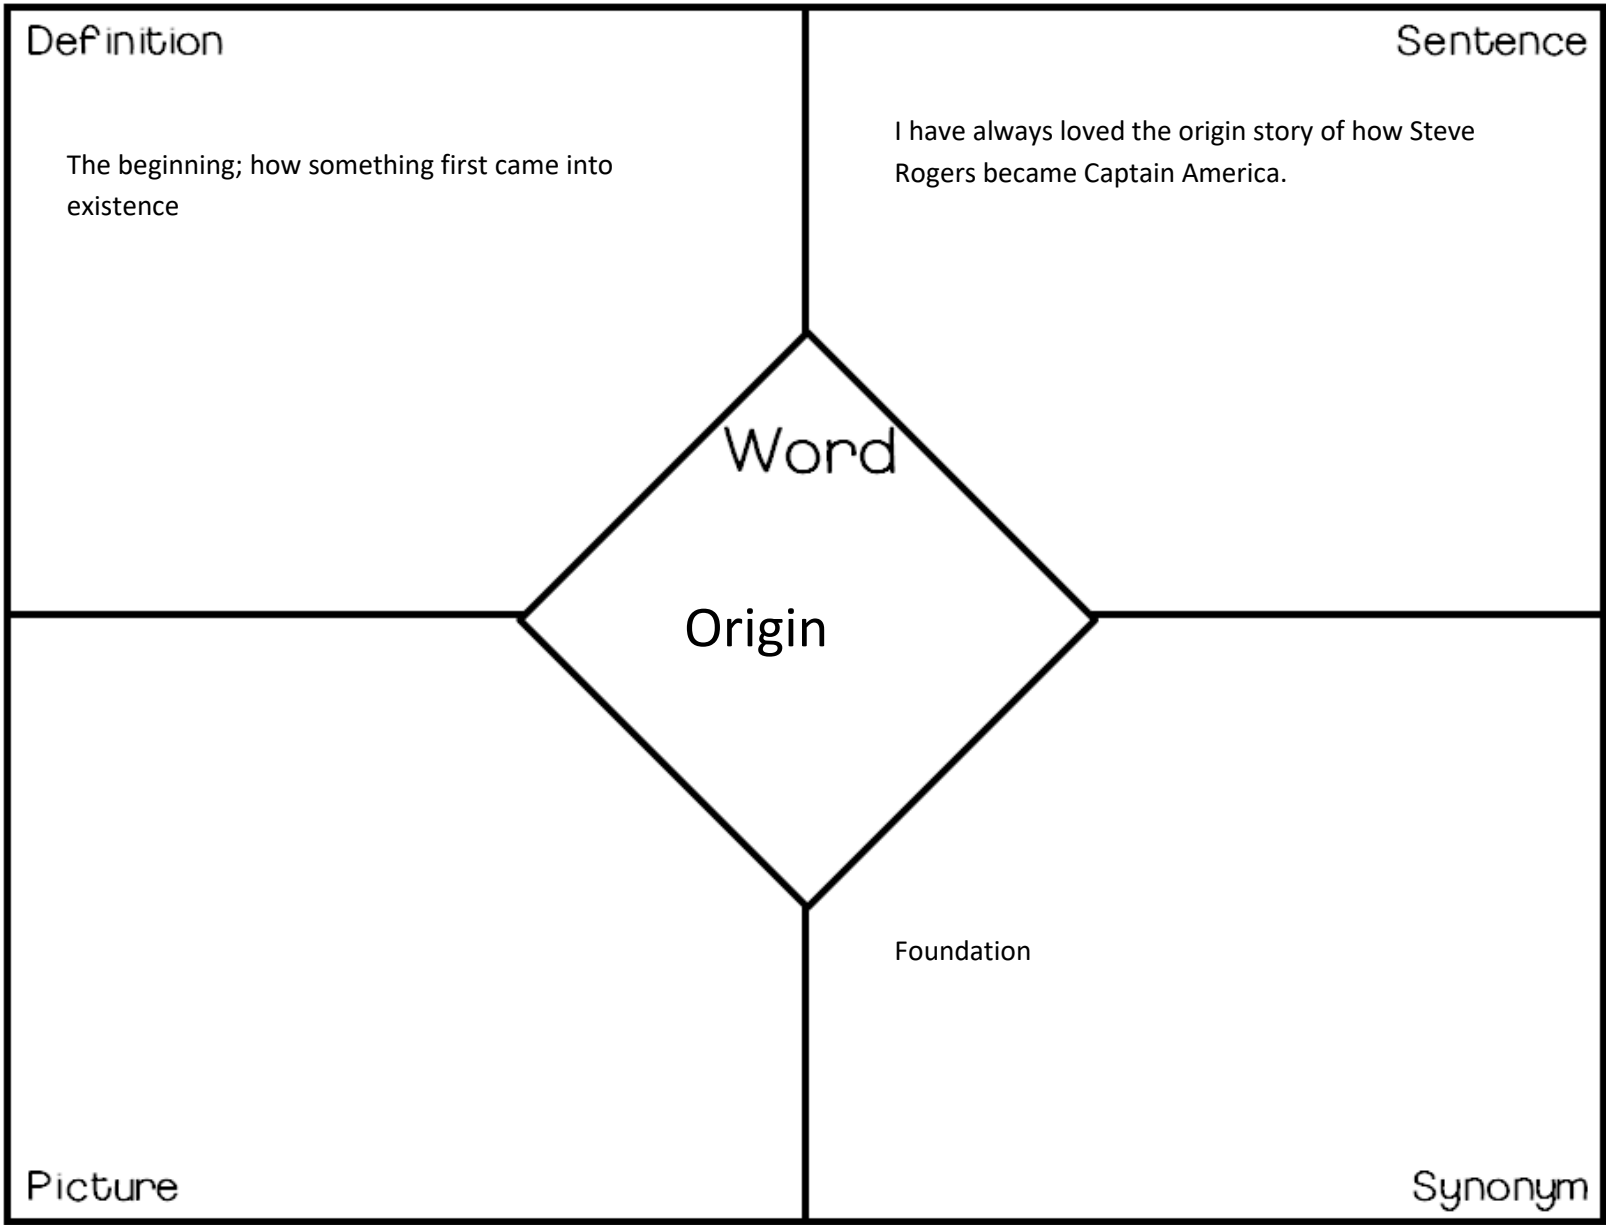 Definition
The beginning; how something first came into
existence
Sentence
I have always loved the origin story of how Steve
Rogers became Captain America.
Word
Origin
Picture
Foundation
Synonym